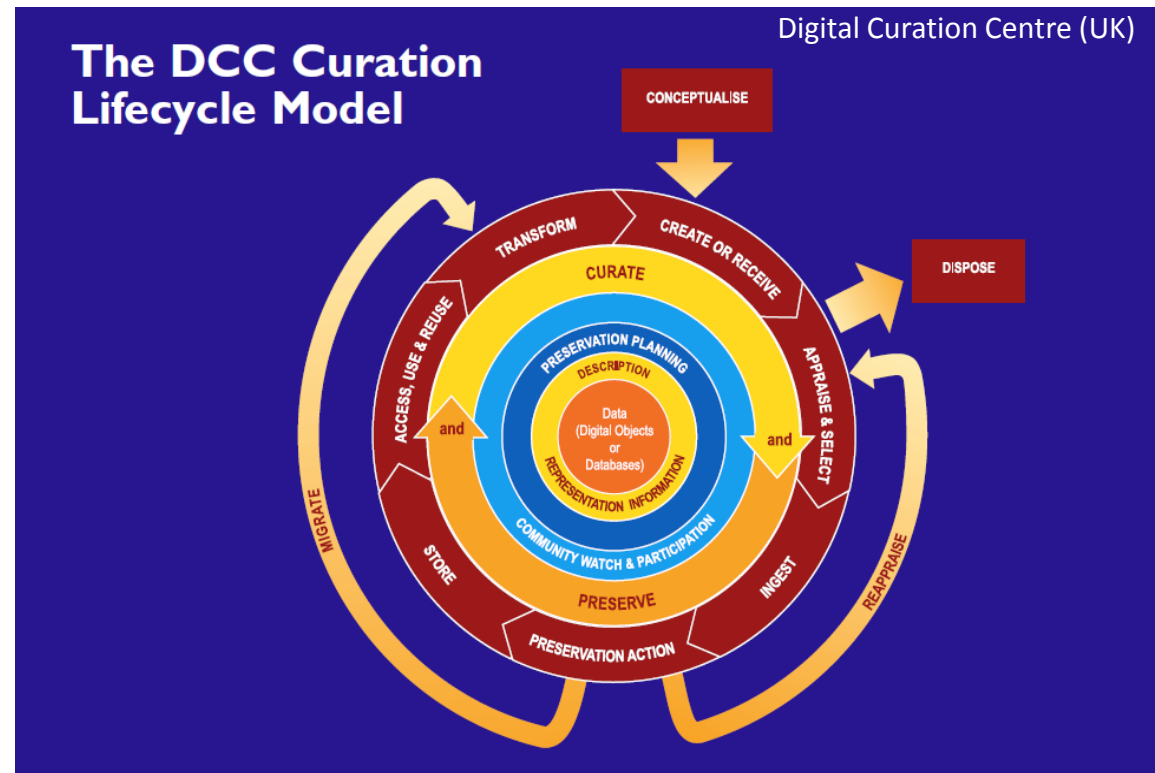 Digital Curation Centre (UK)
The DCC Curation
Lifecycle Model
CONCEPTUALISE
DISPOSE
TRANSFORM
CREATE OR RECEIVE
APPRAISE & SELECT
INGEST
PRESERVATION ACTION
STORE
ACCESS, USE & REUSE
CURATE
and
PRESERVE
and
COMMUNITY WATCH & PARTICIPATION
PRESERVATION PLANNING
DESCRIPTION
REPRESENTATION INFORMATION
Data
(Digital Objects
or
Databases)
MIGRATE
REAPPRAISE